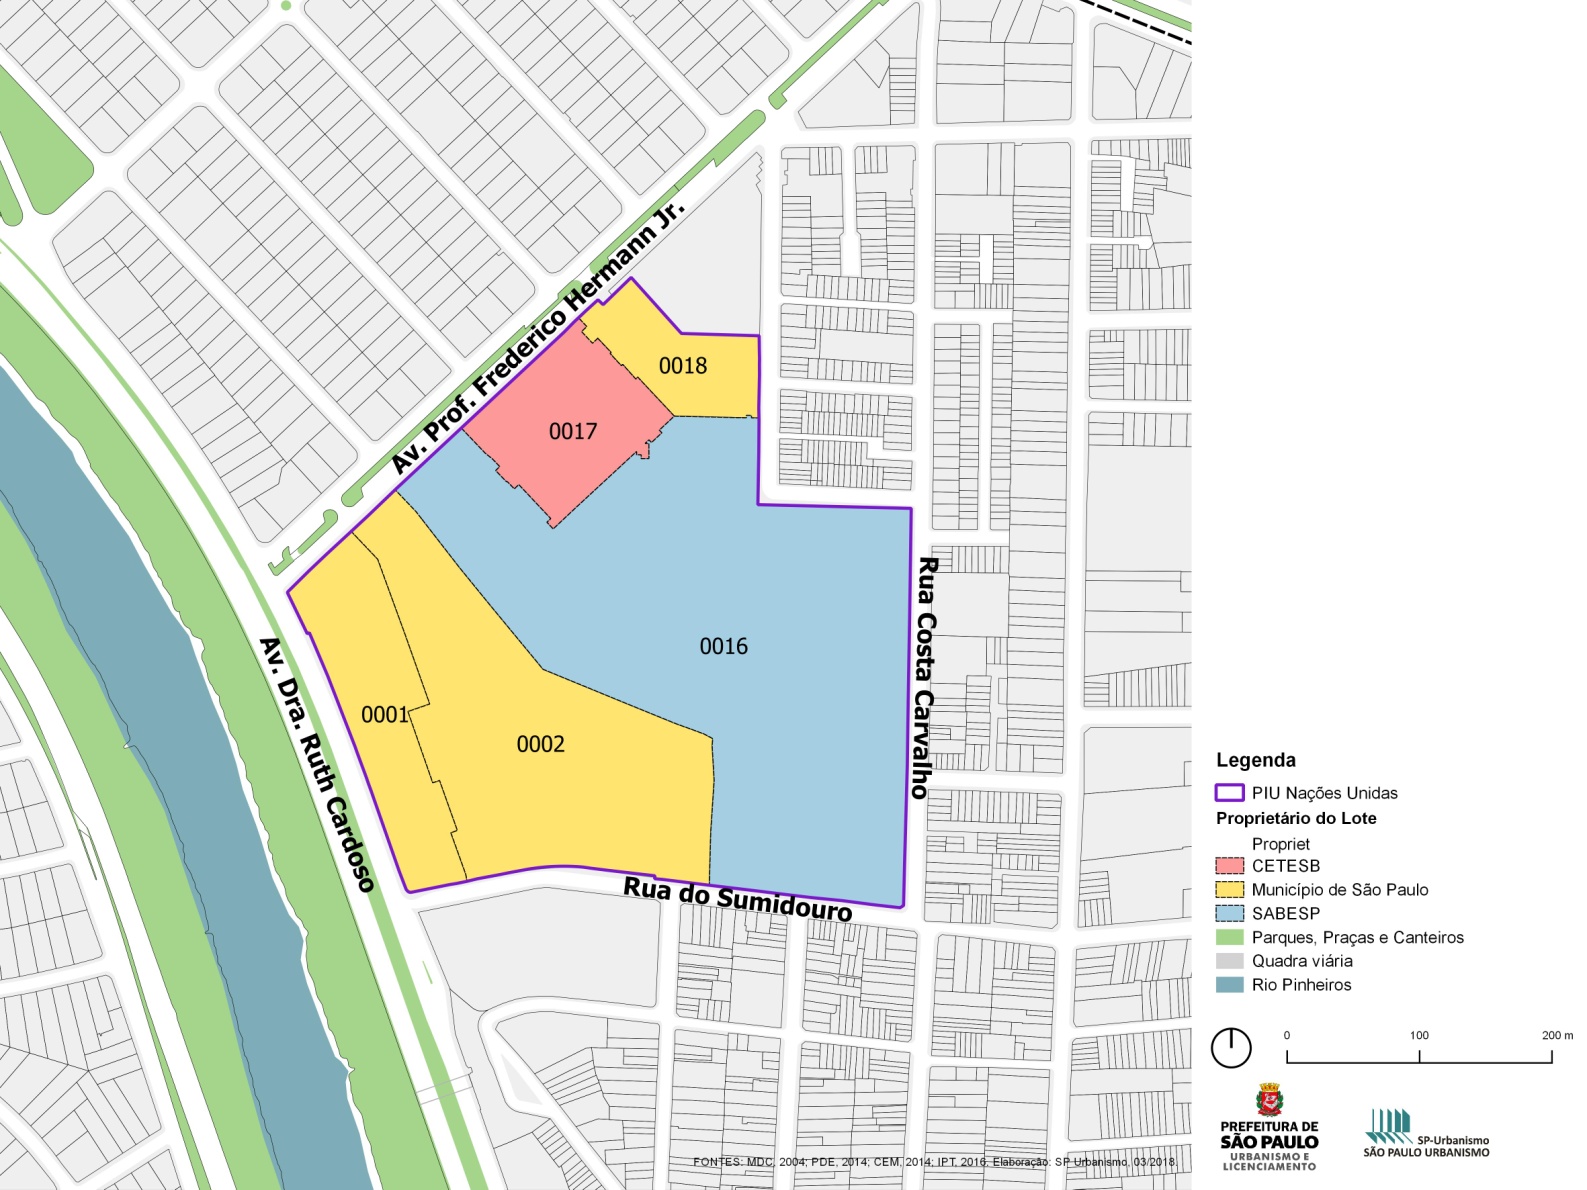 Av. Prof. Frederico Hermann Jr.
0018
0017
0016
0001
0002
Rua Costa Carvalho
Av. Dra. Ruth Cardoso
Rua do Sumidouro
Legenda
PIU Nações Unidas
Proprietário do Lote
Propriet
CETESB
Município de São Paulo
SABESP
Parques, Praças e Canteiros
Quadra viária
Rio Pinheiros
0 100 200 m
PREFEITURA DE
SÃO PAULO
URBANISMO E
LICENCIAMENTO
SP-Urbanismo
SÃO PAULO URBANISMO
FONTES: MDC, 2004; PDE, 2014; CEM, 2014; IPT, 2016. Elaboração: SP Urbanismo, 03/2018.